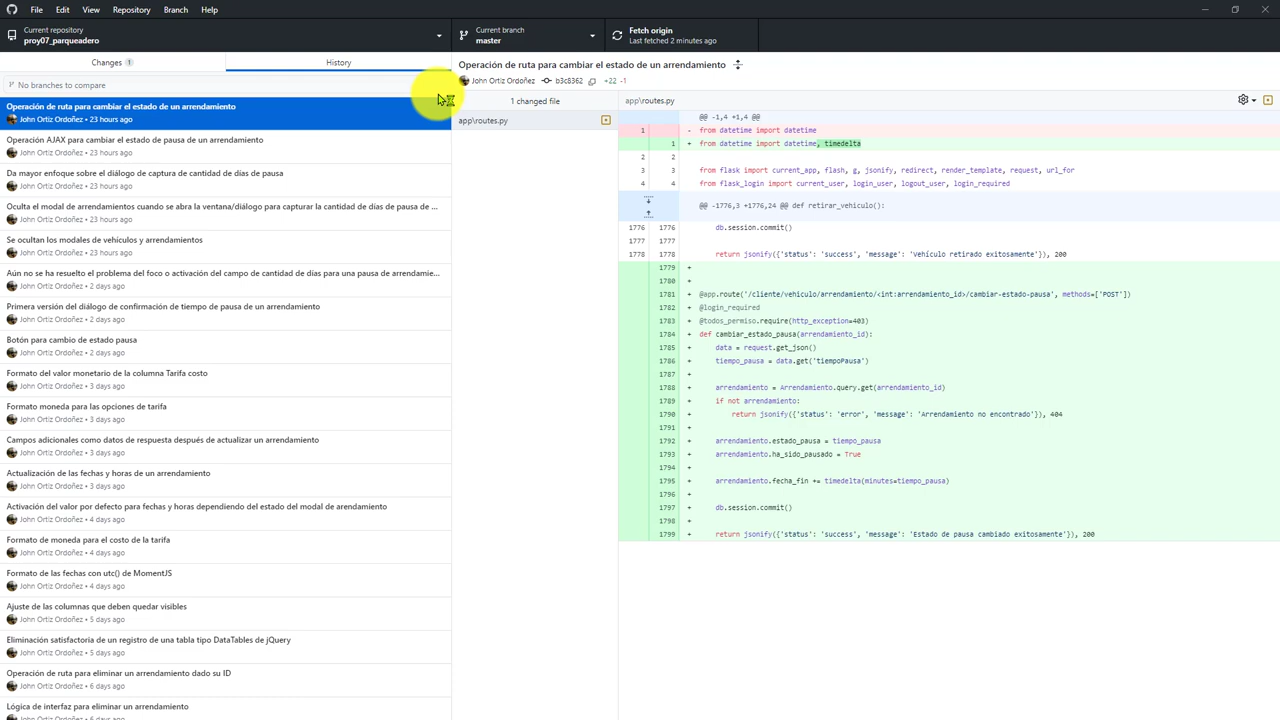 File Edit View Repository Branch Help
Current repository
proy07_parqueadero
Current branch
master
Fetch origin
Last fetched 2 minutes ago
Changes 1
History
No branches to compare
Operación de ruta para cambiar el estado de un arrendamiento
John Ortiz Ordoñez • 23 hours ago
Operación AJAX para cambiar el estado de pausa de un arrendamiento
John Ortiz Ordoñez • 23 hours ago
Da mayor enfoque sobre el diálogo de captura de cantidad de días de pausa
John Ortiz Ordoñez • 23 hours ago
Oculta el modal de arrendamientos cuando se abra la ventana/diálogo para capturar la cantidad de días de pausa de ...
John Ortiz Ordoñez • 23 hours ago
Se ocultan los modales de vehículos y arrendamientos
John Ortiz Ordoñez • 23 hours ago
Aún no se ha resuelto el problema del foco o activación del campo de cantidad de días para una pausa de arrendamie...
John Ortiz Ordoñez • 2 days ago
Primera versión del diálogo de confirmación de tiempo de pausa de un arrendamiento
John Ortiz Ordoñez • 2 days ago
Botón para cambio de estado pausa
John Ortiz Ordoñez • 2 days ago
Formato del valor monetario de la columna Tarifa costo
John Ortiz Ordoñez • 3 days ago
Formato moneda para las opciones de tarifa
John Ortiz Ordoñez • 3 days ago
Campos adicionales como datos de respuesta después de actualizar un arrendamiento
John Ortiz Ordoñez • 3 days ago
Actualización de las fechas y horas de un arrendamiento
John Ortiz Ordoñez • 3 days ago
Activación del valor por defecto para fechas y horas dependiendo del estado del modal de arendamiento
John Ortiz Ordoñez • 4 days ago
Formato de moneda para el costo de la tarifa
John Ortiz Ordoñez • 4 days ago
Formato de las fechas con utc() de MomentJS
John Ortiz Ordoñez • 4 days ago
Ajuste de las columnas que deben quedar visibles
John Ortiz Ordoñez • 5 days ago
Eliminación satisfactoria de un registro de una tabla tipo DataTables de jQuery
John Ortiz Ordoñez • 5 days ago
Operación de ruta para eliminar un arrendamiento dado su ID
John Ortiz Ordoñez • 6 days ago
Lógica de interfaz para eliminar un arrendamiento
John Ortiz Ordoñez • 6 days ago
Operación de ruta para cambiar el estado de un arrendamiento
John Ortiz Ordoñez b3c8362 +22 -1
1 changed file
app\routes.py
app\routes.py
@@ -1,4 +1,4 @@
1 - from datetime import datetime
1 + from datetime import datetime, timedelta
2 2
3 3 from flask import current_app, flash, g, jsonify, redirect, render_template, request, url_for
4 4 from flask_login import current_user, login_user, logout_user, login_required
@@ -1776,3 +1776,24 @@ def retirar_vehiculo():
1776 1776 db.session.commit()
1777 1777
1778 1778 return jsonify({'status': 'success', 'message': 'Vehículo retirado exitosamente'}), 200
1779 +
1780 +
1781 + @app.route('/cliente/vehiculo/arrendamiento/<int:arrendamiento_id>/cambiar-estado-pausa', methods=['POST'])
1782 + @login_required
1783 + @todos_permiso.require(http_exception=403)
1784 + def cambiar_estado_pausa(arrendamiento_id):
1785 + data = request.get_json()
1786 + tiempo_pausa = data.get('tiempoPausa')
1787 +
1788 + arrendamiento = Arrendamiento.query.get(arrendamiento_id)
1789 + if not arrendamiento:
1790 + return jsonify({'status': 'error', 'message': 'Arrendamiento no encontrado'}), 404
1791 +
1792 + arrendamiento.estado_pausa = tiempo_pausa
1793 + arrendamiento.ha_sido_pausado = True
1794 +
1795 + arrendamiento.fecha_fin += timedelta(minutes=tiempo_pausa)
1796 +
1797 + db.session.commit()
1798 +
1799 + return jsonify({'status': 'success', 'message': 'Estado de pausa cambiado exitosamente'}), 200